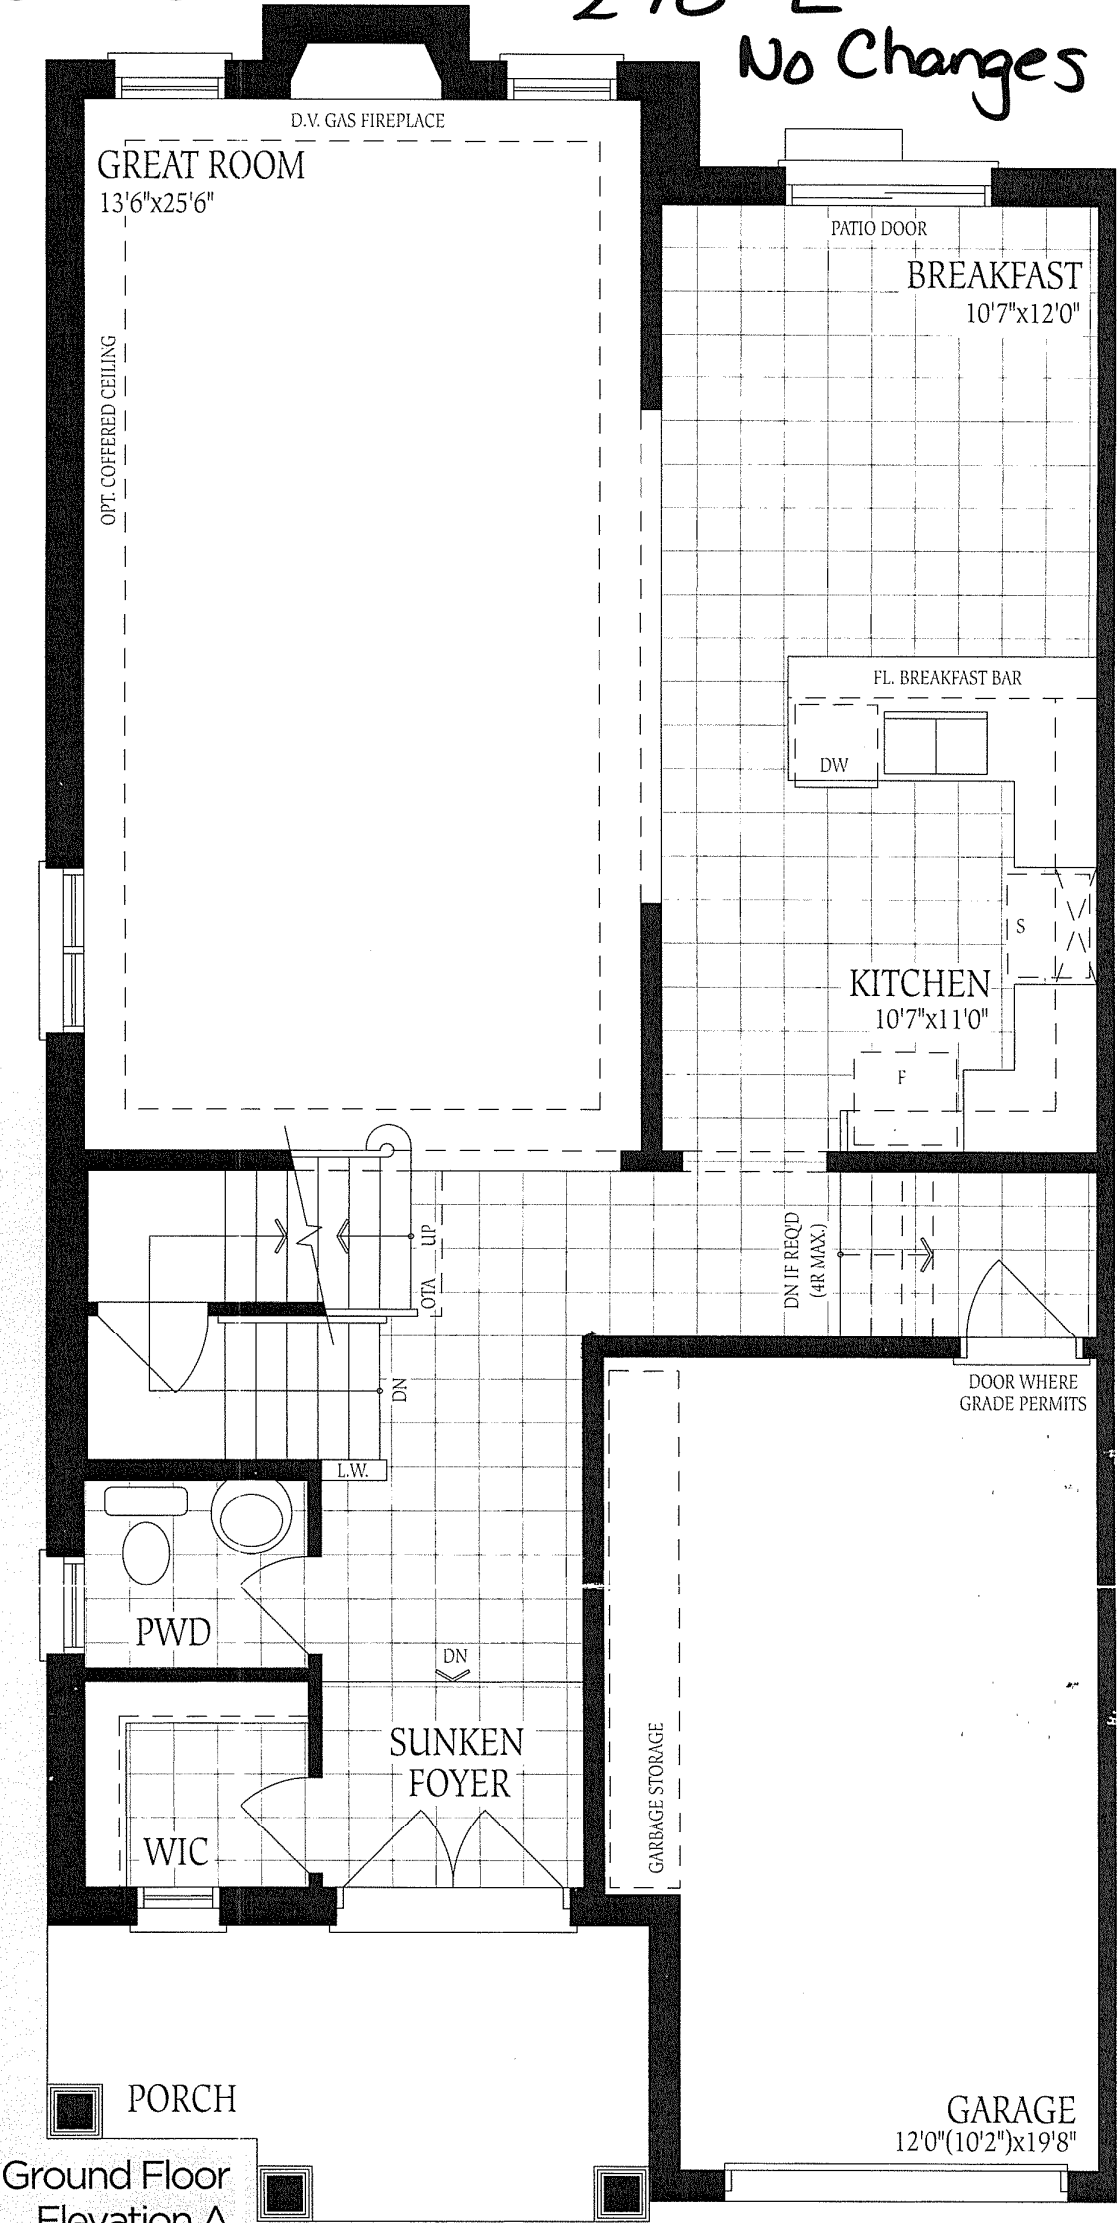 No Changes
D.V. GAS FIREPLACE
GREAT ROOM
13'6"x25'6"
PATIO DOOR
BREAKFAST
10'7"x12'0"
OPT. COFFERED CEILING
FL. BREAKFAST BAR
DW
S
KITCHEN
10'7"x11'0"
F
UP
OTA
DN IF REQ'D
(4R MAX.)
DN
DOOR WHERE
GRADE PERMITS
L.W.
PWD
DN
SUNKEN
FOYER
GARBAGE STORAGE
WIC
PORCH
GARAGE
12'0"(10'2")x19'8"
Ground Floor
Elevation A